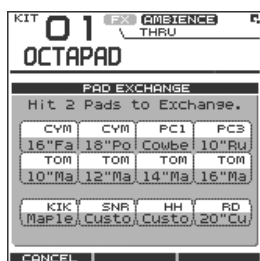 KIT 01 FX AMBIENCE
THRU
OCTAPAD
PAD EXCHANGE
Hit 2 Pads to Exchange.
CYM CYM PC1 PC3
16"Fa 18"Po Cowbe 10"Ru
TOM TOM TOM TOM
10"Ma 12"Ma 14"Ma 16"Ma
KIK SNR HH RD
Maple Custo Custo 20"Cu
CANCEL